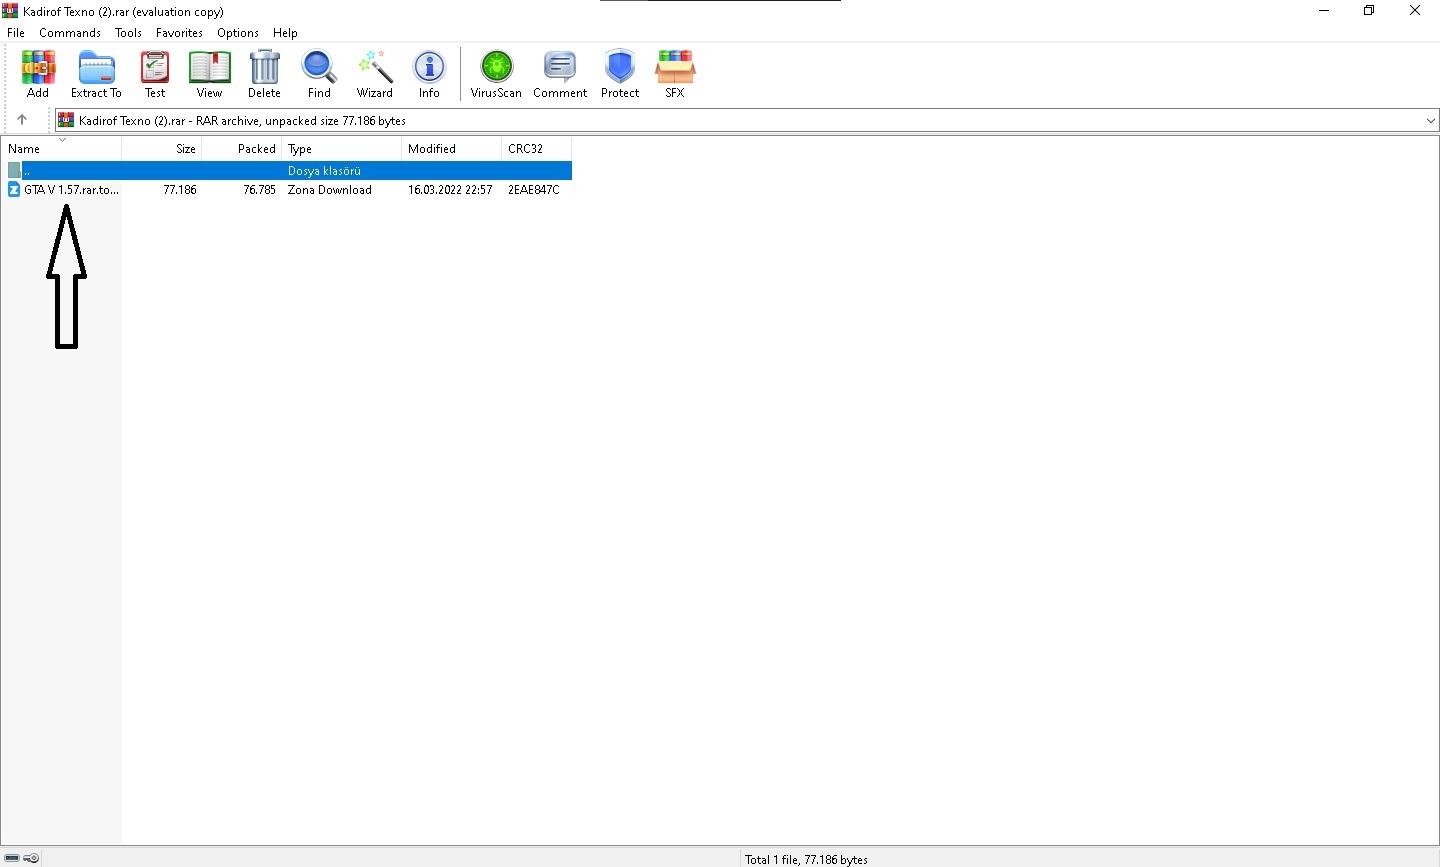 Kadirof Texno (2).rar (evaluation copy)
File Commands Tools Favorites Options Help
Add Extract To Test View Delete Find Wizard Info VirusScan Comment Protect SFX
Kadirof Texno (2).rar - RAR archive, unpacked size 77.186 bytes
Name Size Packed Type Modified CRC32
.. Dosya klasörü
GTA V 1.57.rar.to... 77.186 76.785 Zona Download 16.03.2022 22:57 2EAE847C
Total 1 file, 77.186 bytes